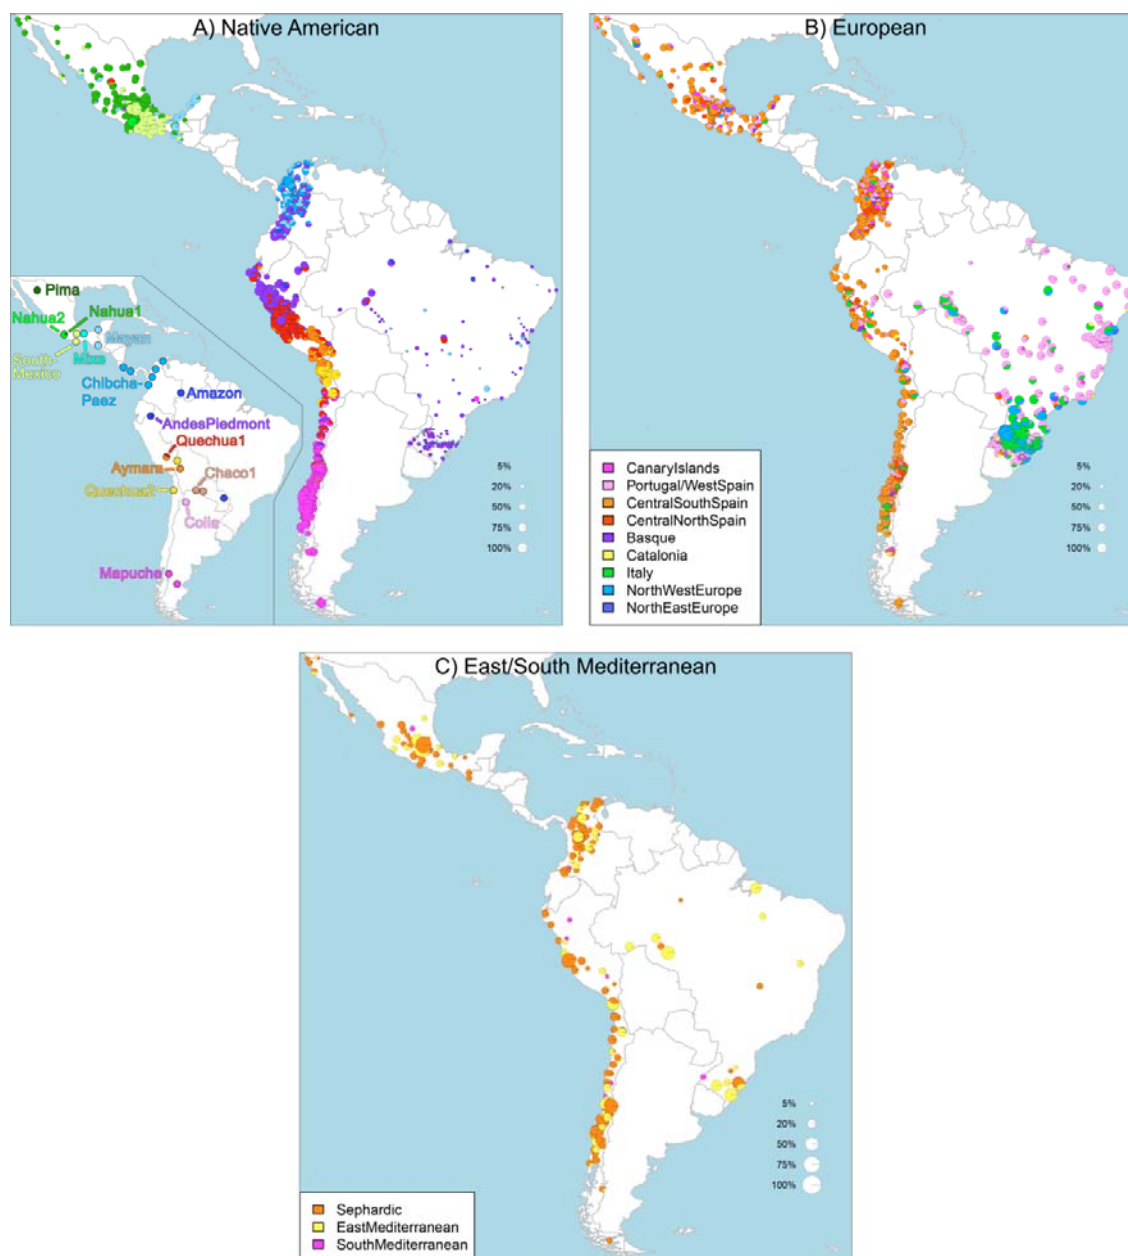 A) Native American
Pima
Nahua2
Nahua1
Mayan
South-
Mexico
Mixe
Chibcha-
Paez
Amazon
AndesPiedmont
Quechua1
Aymara
Chaco1
Quechua2
Colla
Mapuche
5%
20%
50%
75%
100%
B) European
CanaryIslands
Portugal/WestSpain
CentralSouthSpain
CentralNorthSpain
Basque
Catalonia
Italy
NorthWestEurope
NorthEastEurope
5%
20%
50%
75%
100%
C) East/South Mediterranean
5%
20%
50%
75%
100%
Sephardic
EastMediterranean
SouthMediterranean